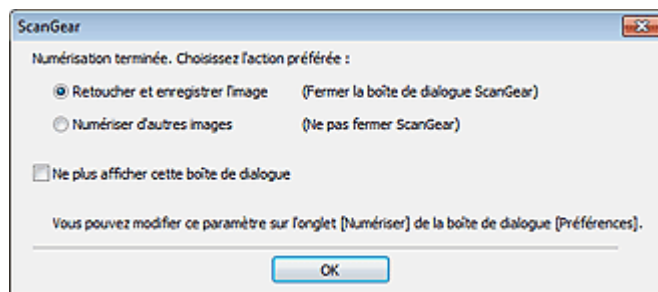 ScanGear
Numérisation terminée. Choisissez l'action préférée :
Retoucher et enregistrer l'image (Fermer la boîte de dialogue ScanGear)
Numériser d'autres images (Ne pas fermer ScanGear)
Ne plus afficher cette boîte de dialogue
Vous pouvez modifier ce paramètre sur l'onglet [Numériser] de la boîte de dialogue [Préférences].
OK